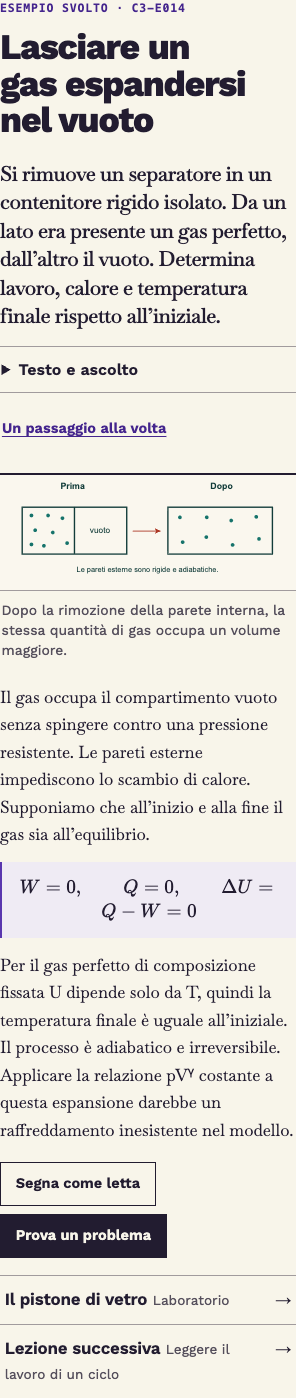 ESEMPIO SVOLTO · C3-E014
Lasciare un
gas espandersi
nel vuoto
Si rimuove un separatore in un
contenitore rigido isolato. Da un
lato era presente un gas perfetto,
dall’altro il vuoto. Determina
lavoro, calore e temperatura
finale rispetto all’iniziale.
▶ Testo e ascolto
Un passaggio alla volta
Prima Dopo
vuoto
Le pareti esterne sono rigide e adiabatiche.
Dopo la rimozione della parete interna, la
stessa quantità di gas occupa un volume
maggiore.
Il gas occupa il compartimento vuoto
senza spingere contro una pressione
resistente. Le pareti esterne
impediscono lo scambio di calore.
Supponiamo che all’inizio e alla fine il
gas sia all’equilibrio.
W = 0, Q = 0, ΔU =
Q − W = 0
Per il gas perfetto di composizione
fissata U dipende solo da T, quindi la
temperatura finale è uguale all’iniziale.
Il processo è adiabatico e irreversibile.
Applicare la relazione pVᵞ costante a
questa espansione darebbe un
raffreddamento inesistente nel modello.
Segna come letta
Prova un problema
Il pistone di vetro Laboratorio →
Lezione successiva Leggere il →
lavoro di un ciclo